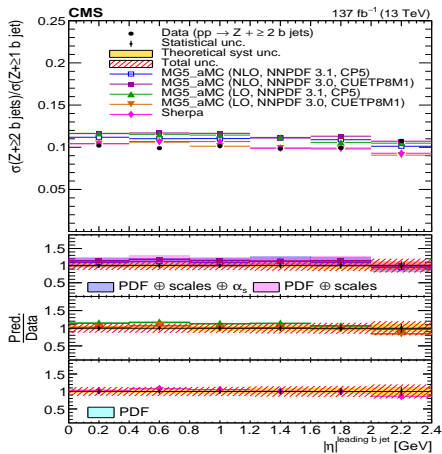 CMS 137 fb⁻¹ (13 TeV)
Data (pp → Z + ≥ 2 b jets)
Statistical unc.
Theoretical syst unc.
Total unc.
MG5_aMC (NLO, NNPDF 3.1, CP5)
MG5_aMC (NLO, NNPDF 3.0, CUETP8M1)
MG5_aMC (LO, NNPDF 3.1, CP5)
MG5_aMC (LO, NNPDF 3.0, CUETP8M1)
Sherpa
σ(Z+≥2 b jets)/σ(Z+≥1 b jet)
0.25
0.2
0.15
0.1
0.05
1.5
1
0.5
PDF ⊕ scales ⊕ αs PDF ⊕ scales
Pred.
Data
1.5
1
0.5
1.5
1
0.5
PDF
0 0.2 0.4 0.6 0.8 1 1.2 1.4 1.6 1.8 2 2.2 2.4
|η|leading b jet [GeV]